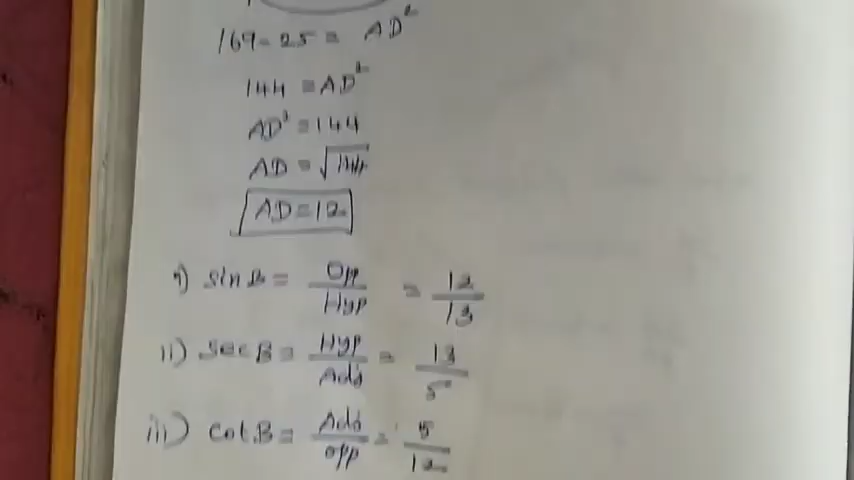 169-25 = AD²
144 = AD²
AD² = 144
AD = √144
AD = 12
i) sin B = Opp/Hyp = 12/13
ii) sec B = Hyp/Adj = 13/5
iii) cot B = Adj/opp = 5/12